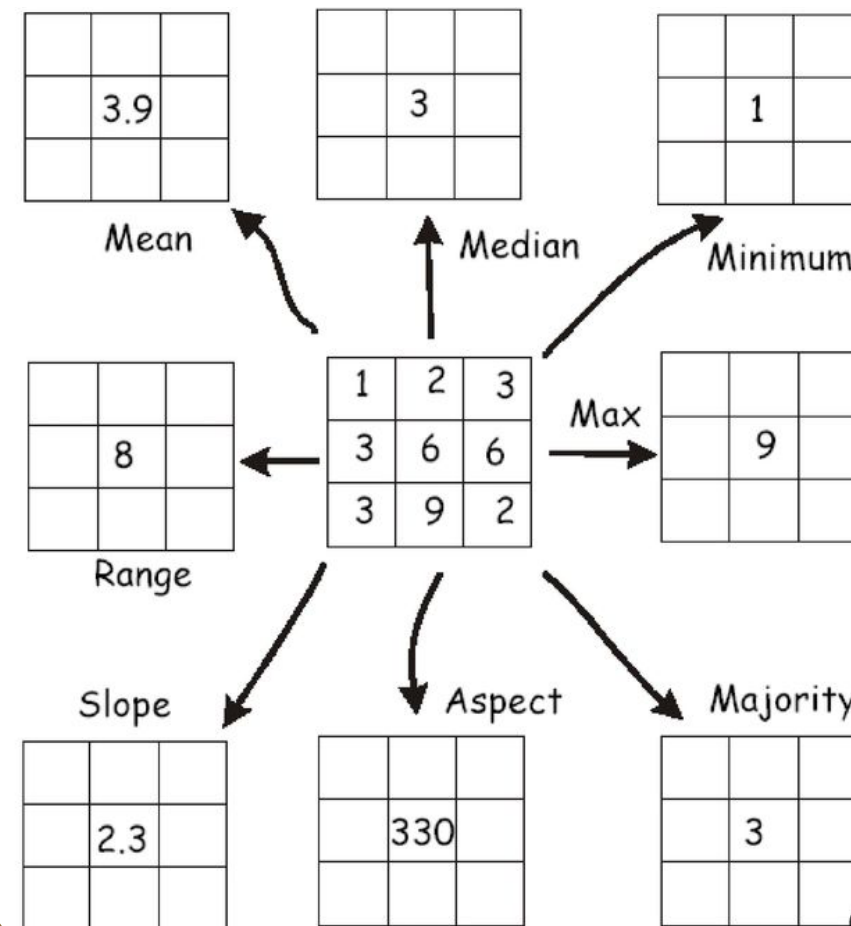 3.9
3
1
Mean
Median
Minimum
1 2 3
3 6 6
3 9 2
Max
9
8
Range
Slope
Aspect
Majority
2.3
330
3